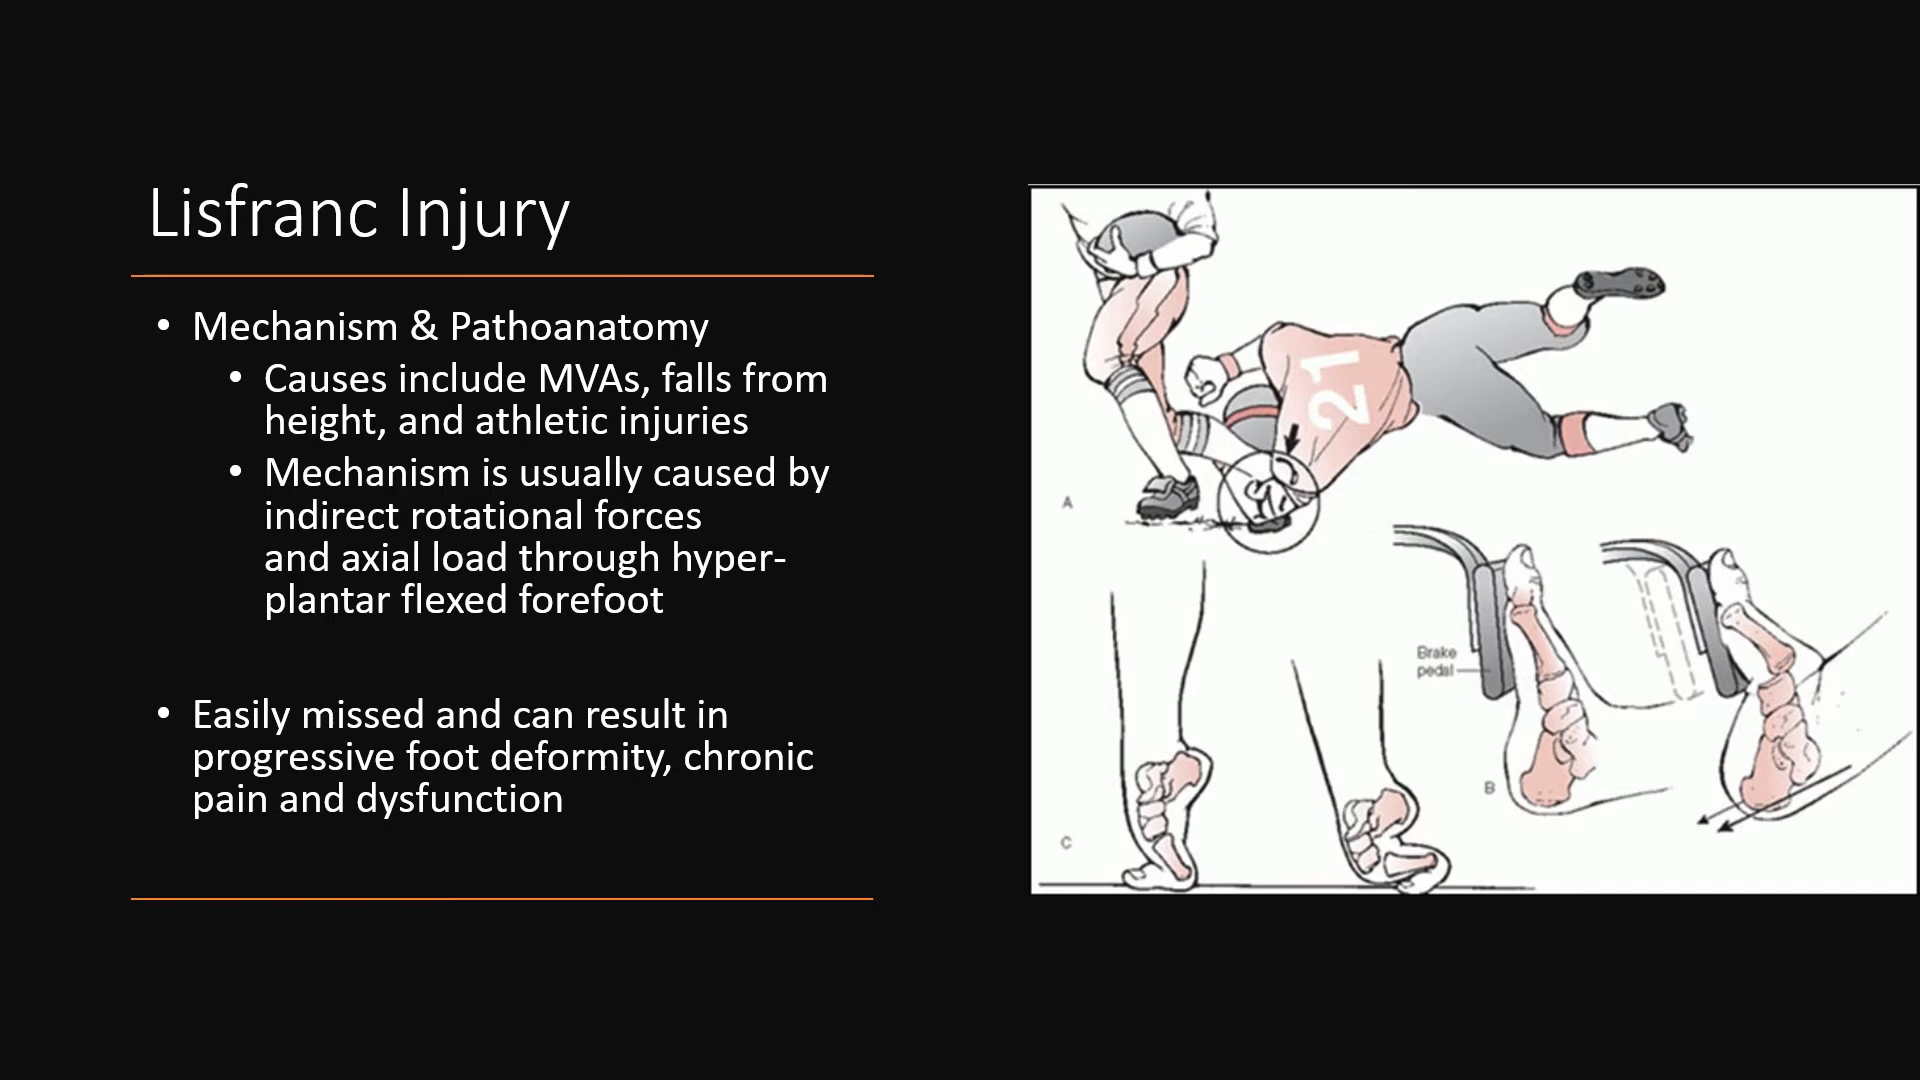 Lisfranc Injury
• Mechanism & Pathoanatomy
• Causes include MVAs, falls from
height, and athletic injuries
• Mechanism is usually caused by
indirect rotational forces
and axial load through hyper-
plantar flexed forefoot
• Easily missed and can result in
progressive foot deformity, chronic
pain and dysfunction
21
A
Brake
pedal
B
C